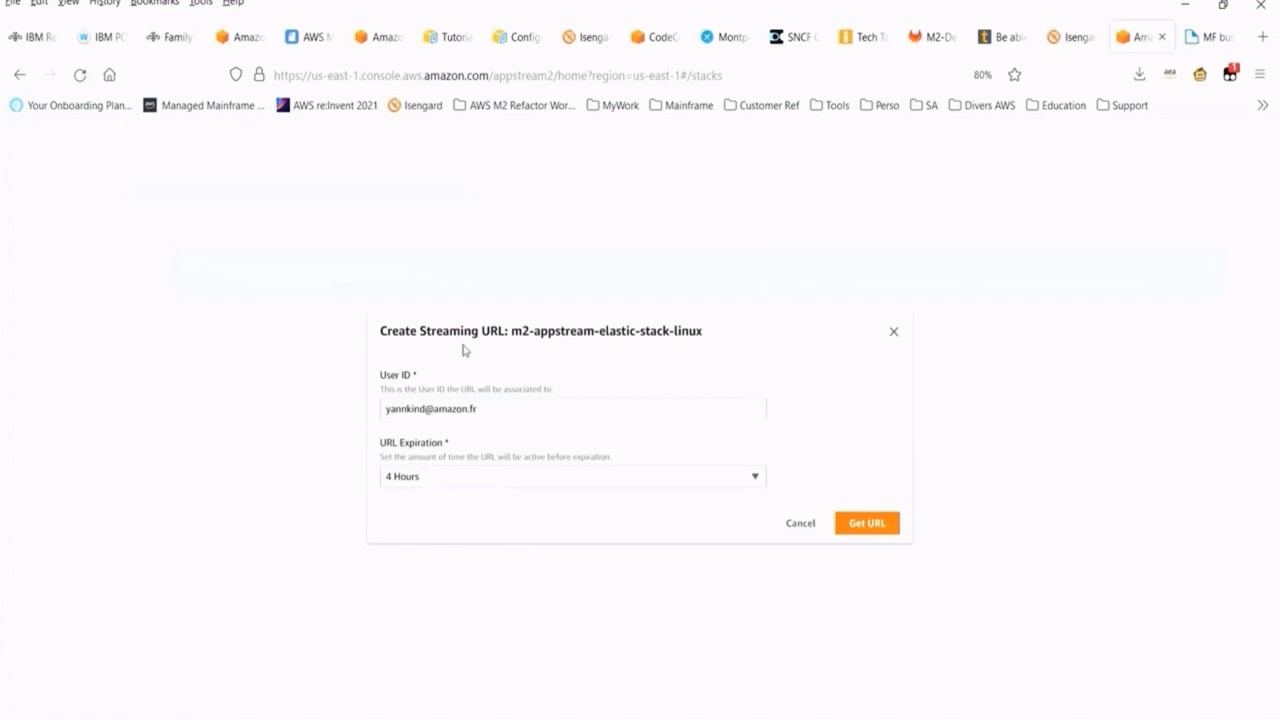 File Edit View History Bookmarks Tools Help
IBM Re IBM PC Family Amazo AWS M Amazo Tutoria Config Isenga CodeC Montp SNCF C Tech Ta M2-De Be abl Isenga Ama MF bus
https://us-east-1.console.aws.amazon.com/appstream2/home?region=us-east-1#/stacks 80%
Your Onboarding Plan... Managed Mainframe ... AWS re:Invent 2021 Isengard AWS M2 Refactor Wor... MyWork Mainframe Customer Ref Tools Perso SA Divers AWS Education Support
Create Streaming URL: m2-appstream-elastic-stack-linux
User ID *
This is the User ID the URL will be associated to.
yannkind@amazon.fr
URL Expiration *
Set the amount of time the URL will be active before expiration.
4 Hours
Cancel Get URL